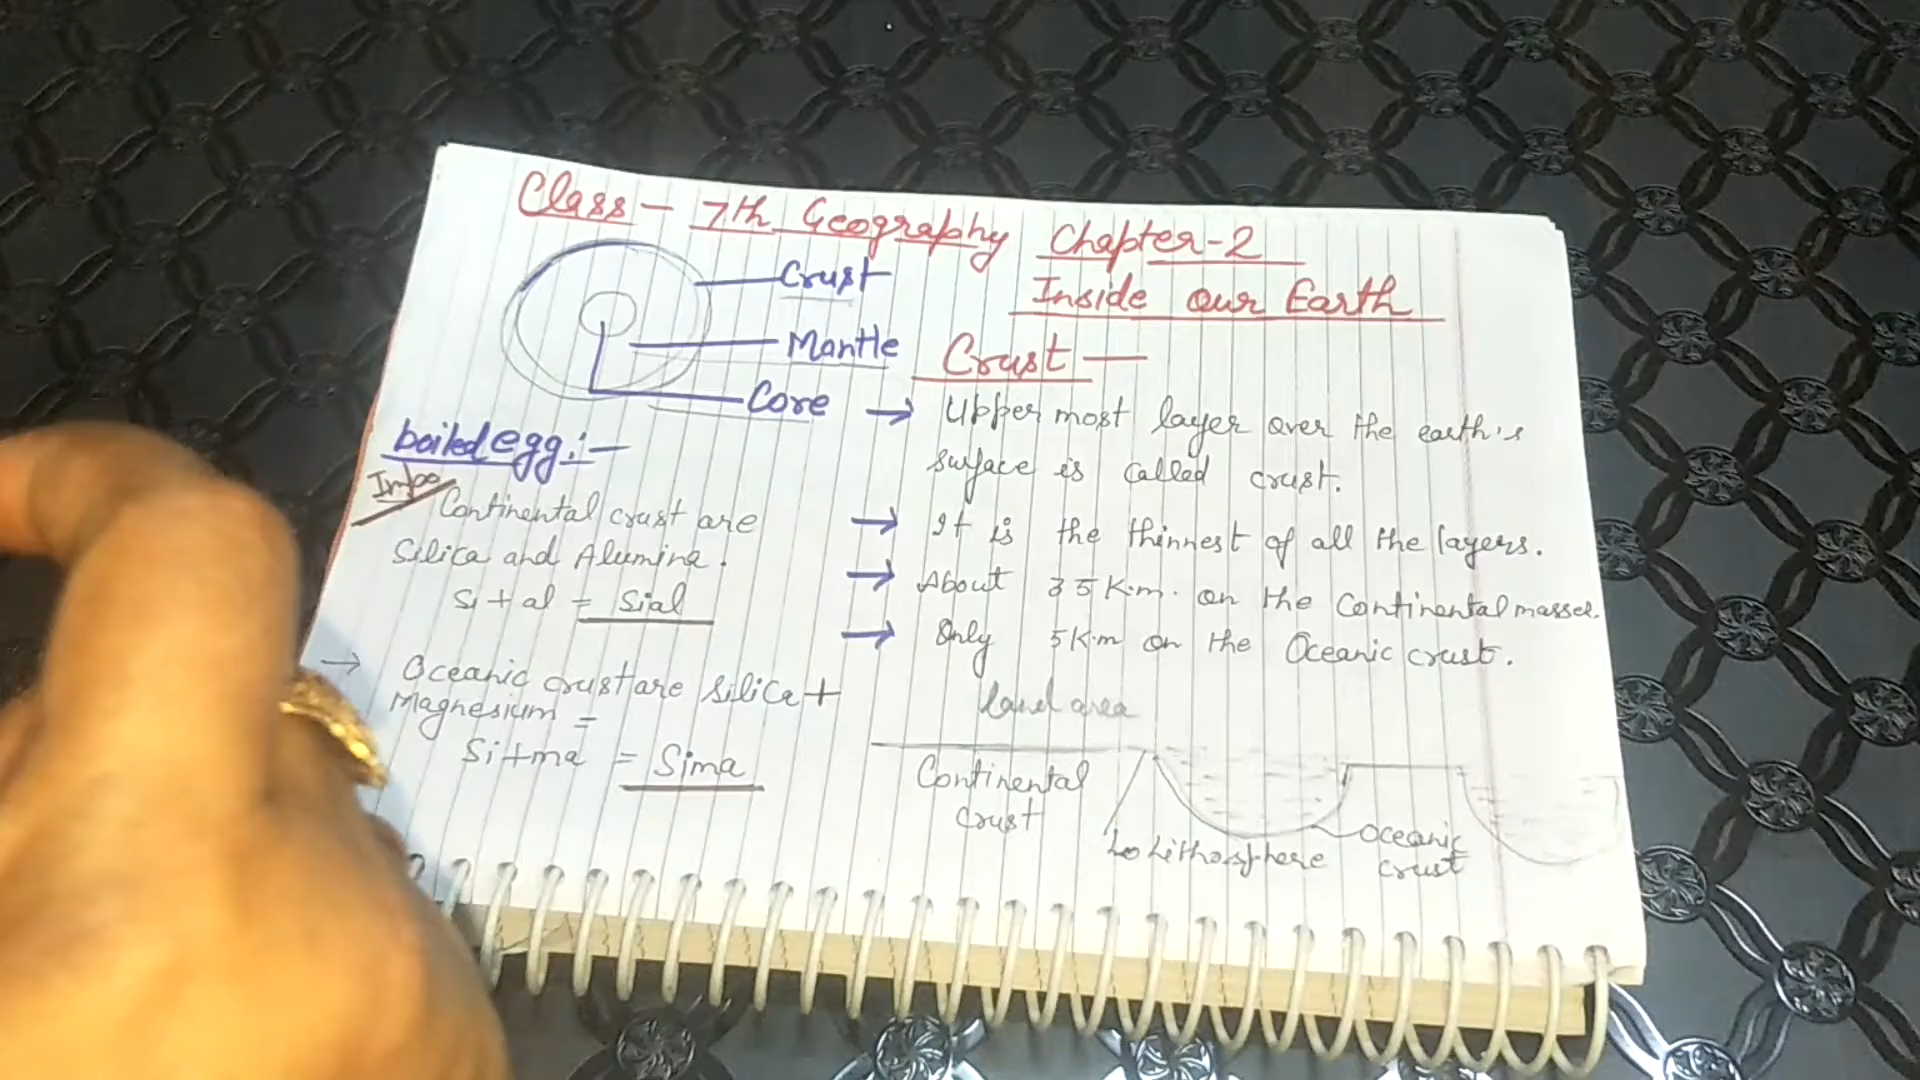 Class - 7th Geography Chapter-2
Inside our Earth
Crust
Mantle
Core
boiled egg :-
Impo
Continental crust are
Silica and Alumina.
Si + al = Sial
→ Oceanic crust are Silica +
Magnesium =
Si + ma = Sima
Crust —
→ Upper most layer over the earth's
surface is called crust.
→ It is the thinnest of all the layers.
→ About 35 K.m. on the Continental masses.
→ Only 5 K.m on the Oceanic crust.
land area
Continental
crust
Lithosphere
Oceanic
crust